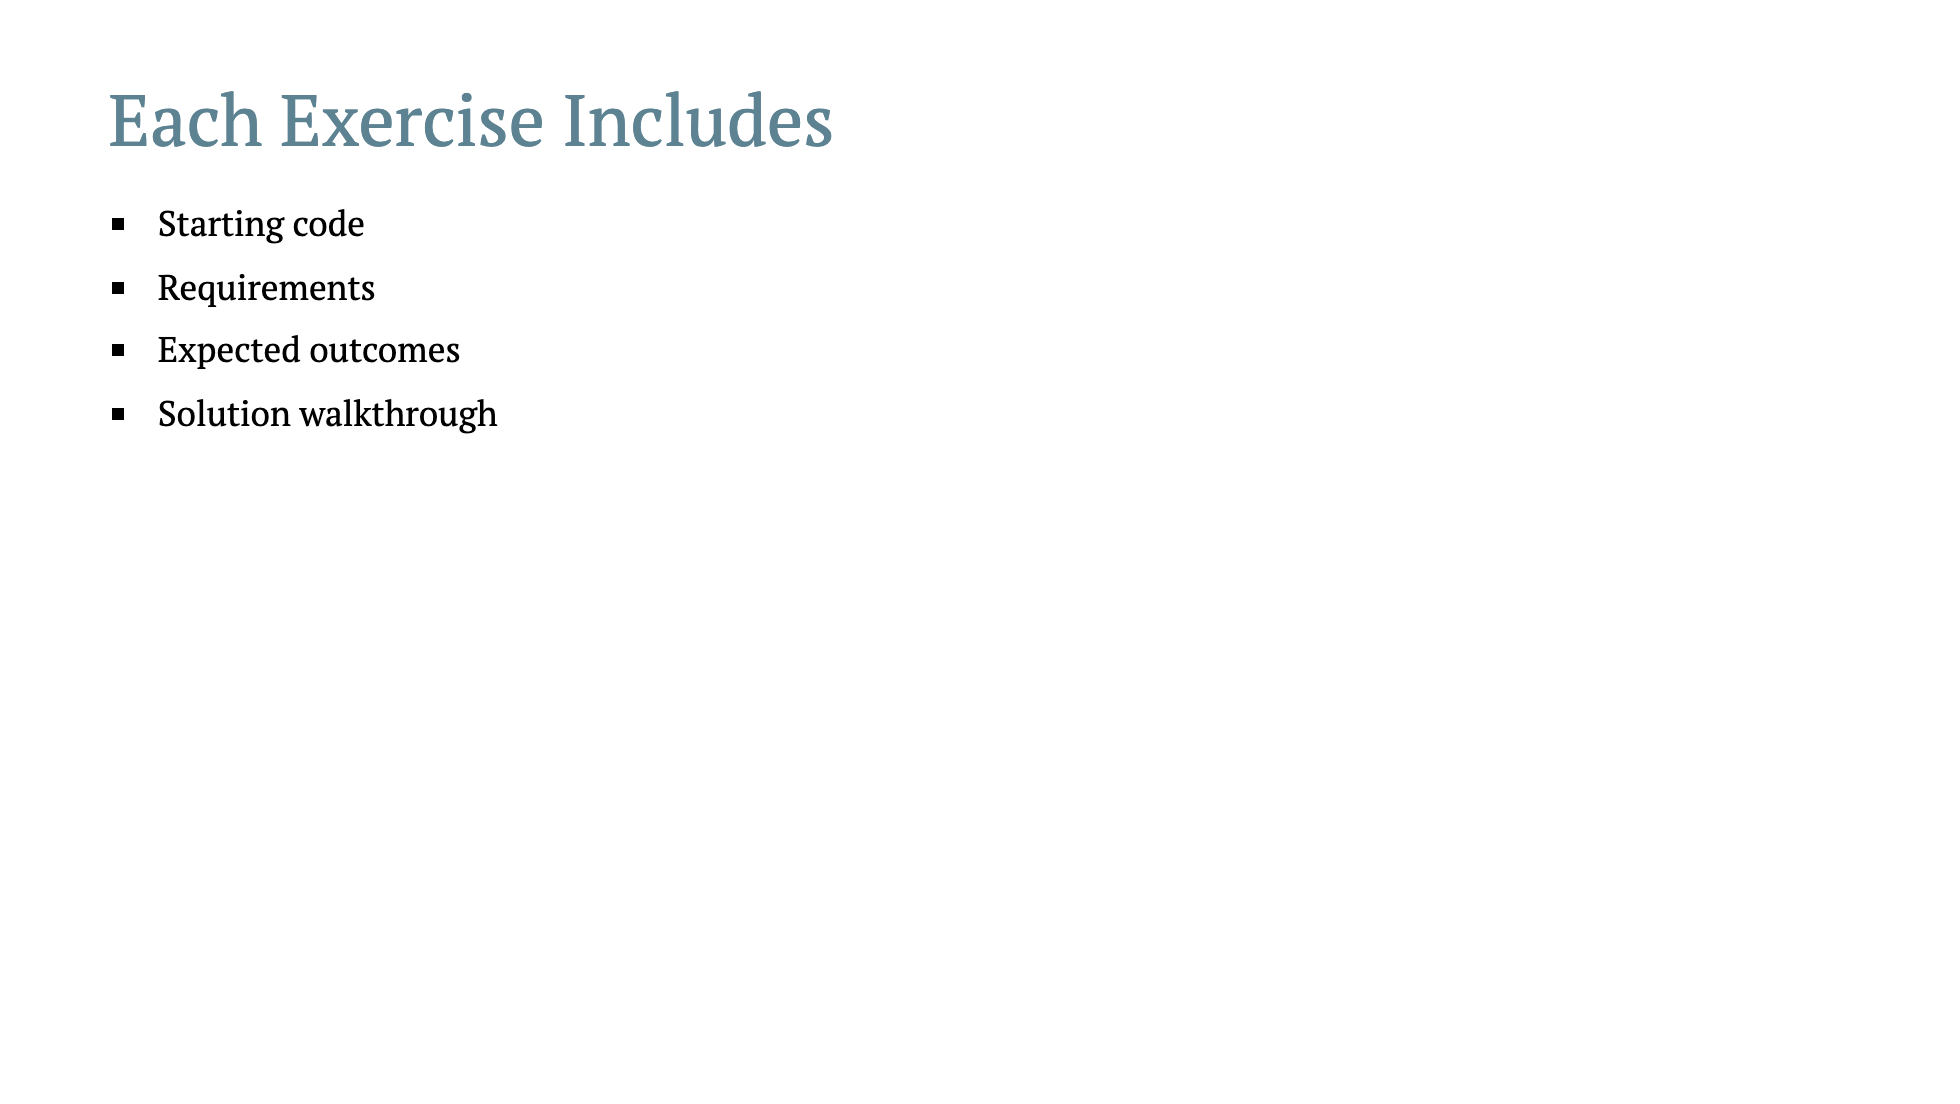 Each Exercise Includes
▪ Starting code
▪ Requirements
▪ Expected outcomes
▪ Solution walkthrough